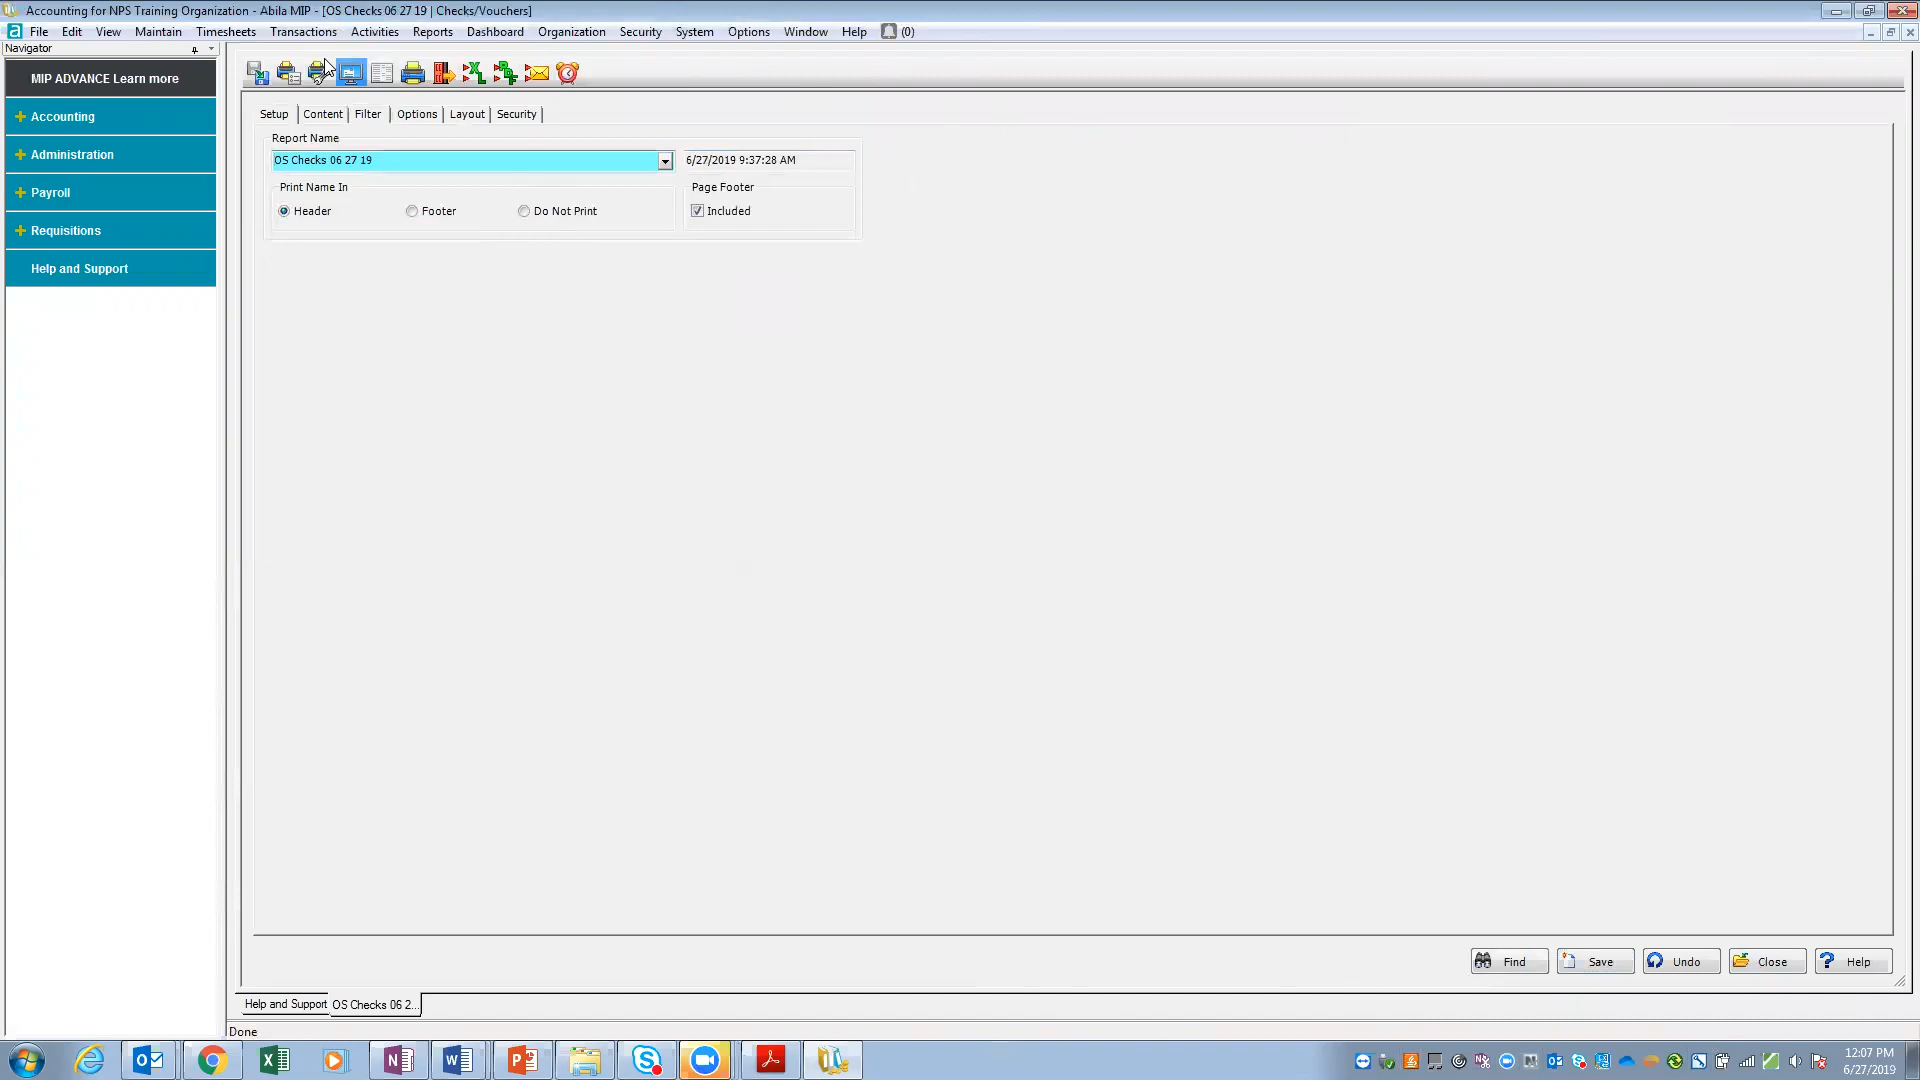 Accounting for NPS Training Organization - Abila MIP - [OS Checks 06 27 19 | Checks/Vouchers]
File Edit View Maintain Timesheets Transactions Activities Reports Dashboard Organization Security System Options Window Help (0)
Navigator
MIP ADVANCE Learn more
Accounting
Administration
Payroll
Requisitions
Help and Support
Setup Content Filter Options Layout Security
Report Name
OS Checks 06 27 19 6/27/2019 9:37:28 AM
Print Name In Page Footer
Header Footer Do Not Print Included
Find Save Undo Close Help
Help and Support OS Checks 06 2...
Done
12:07 PM
6/27/2019